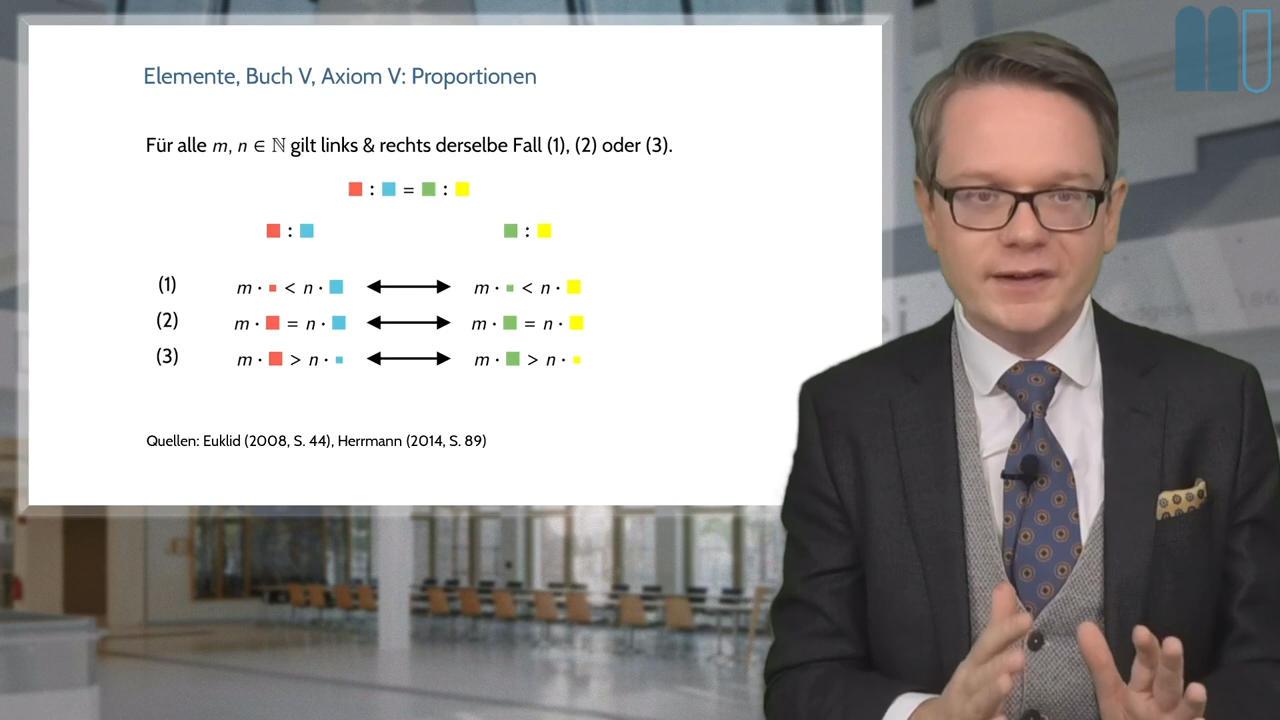 Elemente, Buch V, Axiom V: Proportionen
Für alle m, n ∈ ℕ gilt links & rechts derselbe Fall (1), (2) oder (3).
: = :
: :
(1) m · < n · m · < n ·
(2) m · = n · m · = n ·
(3) m · > n · m · > n ·
Quellen: Euklid (2008, S. 44), Herrmann (2014, S. 89)